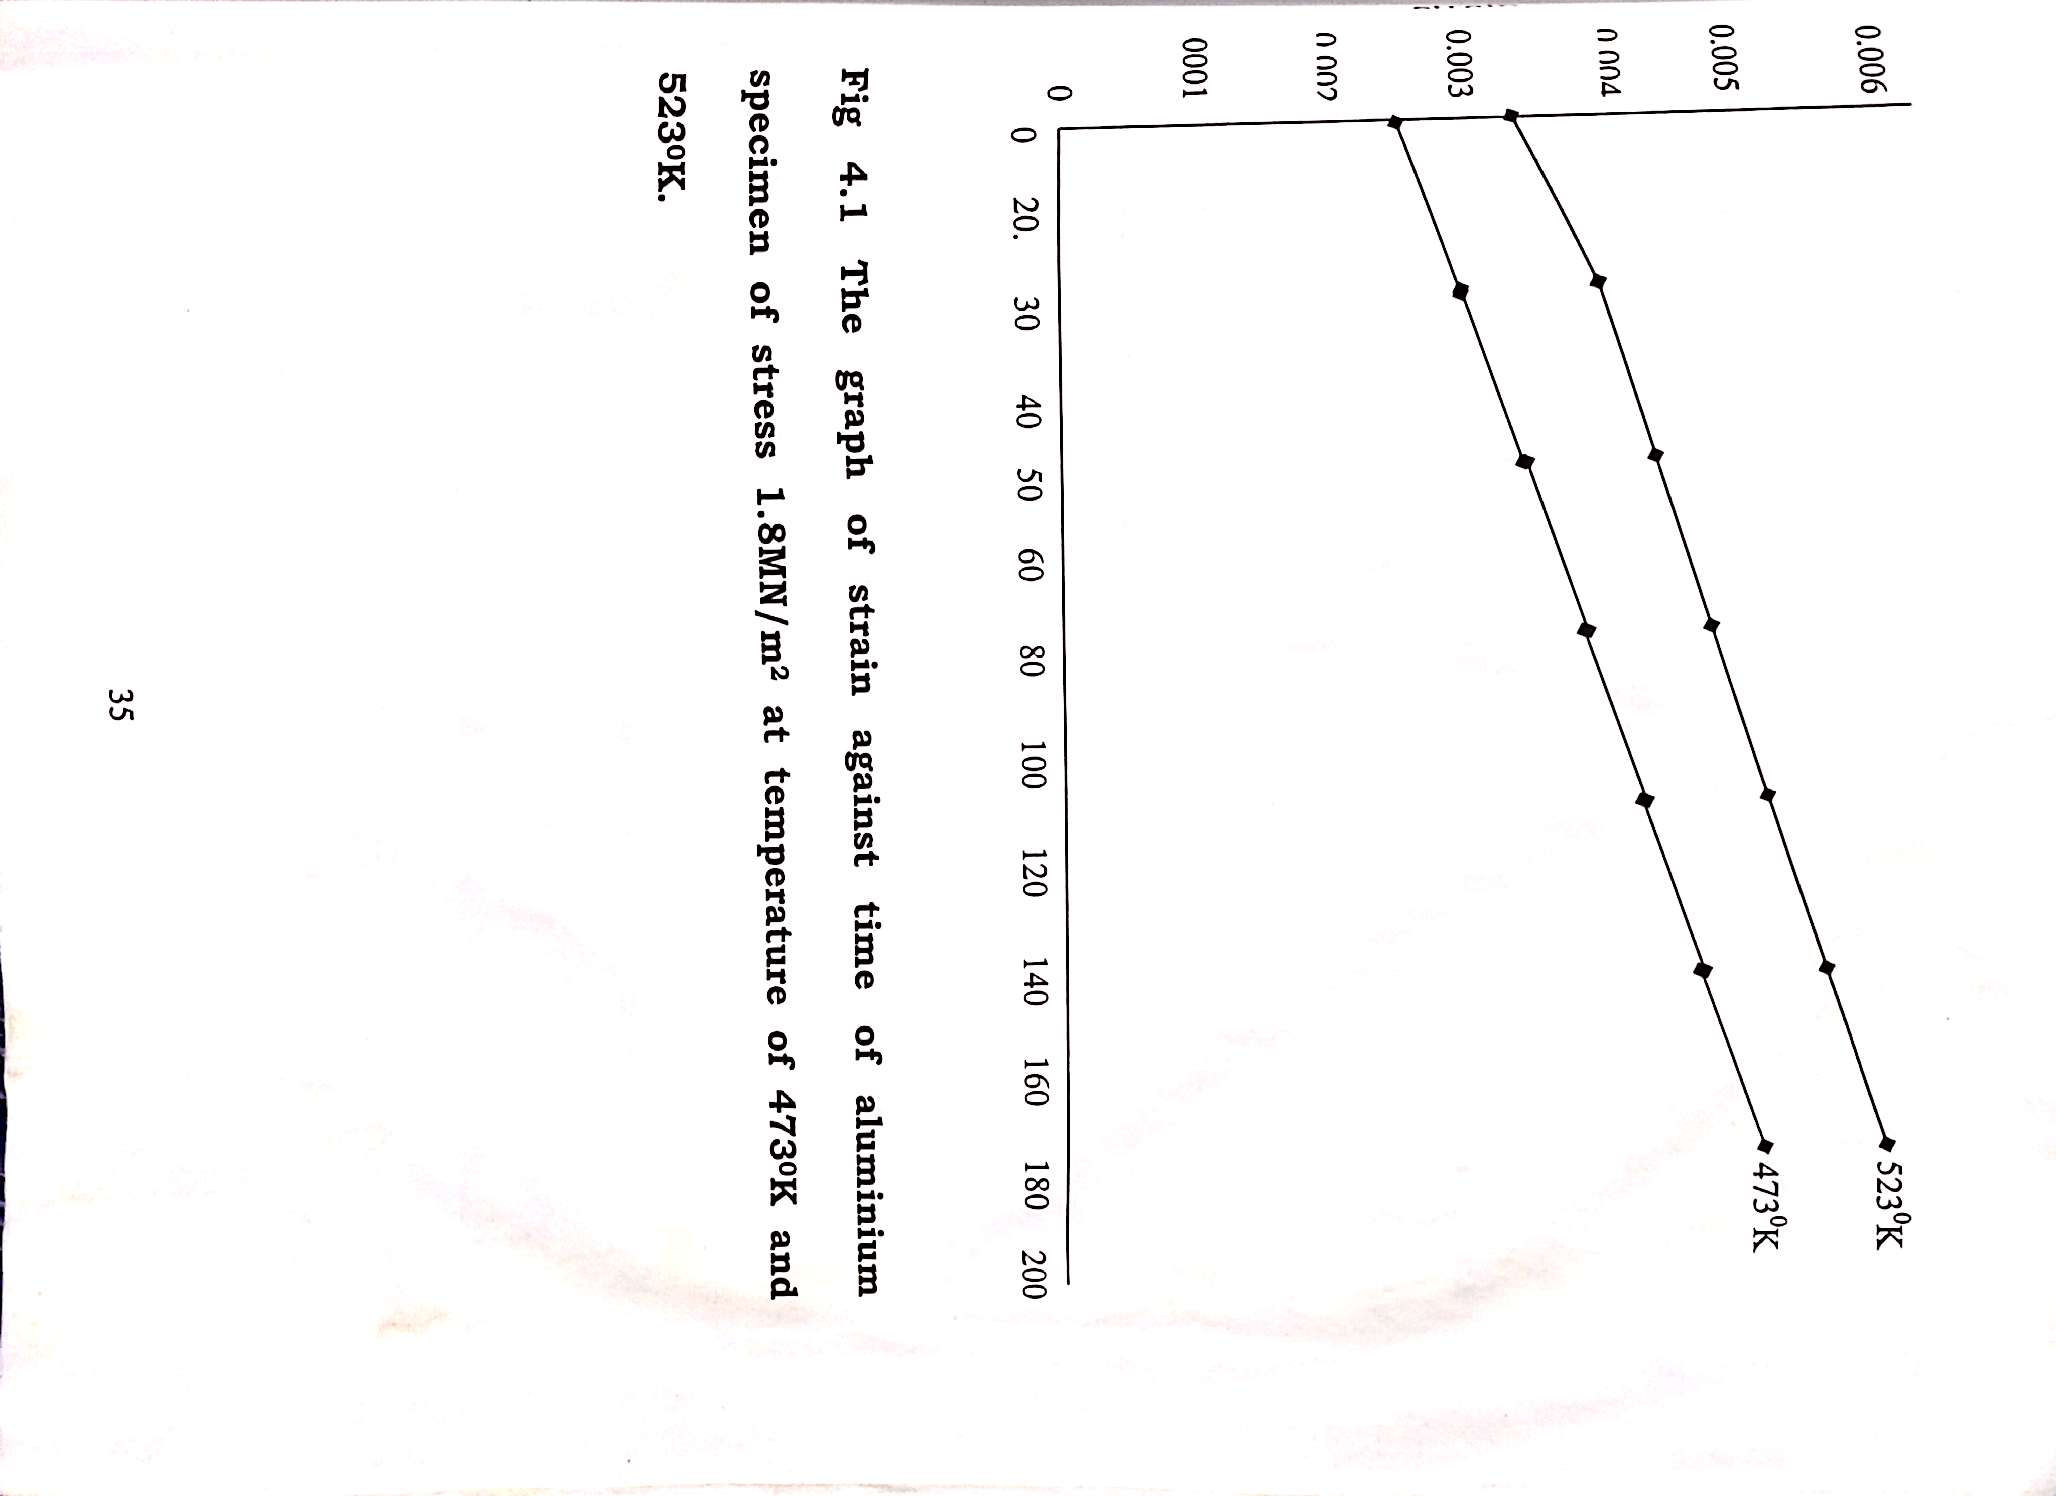 0.006
0.005
0.004
0.003
0.002
0001
0
0 20. 30 40 50 60 80 100 120 140 160 180 200
523⁰K
473⁰K
Fig 4.1 The graph of strain against time of aluminium
specimen of stress 1.8MN/m² at temperature of 473⁰K and
523⁰K.
35